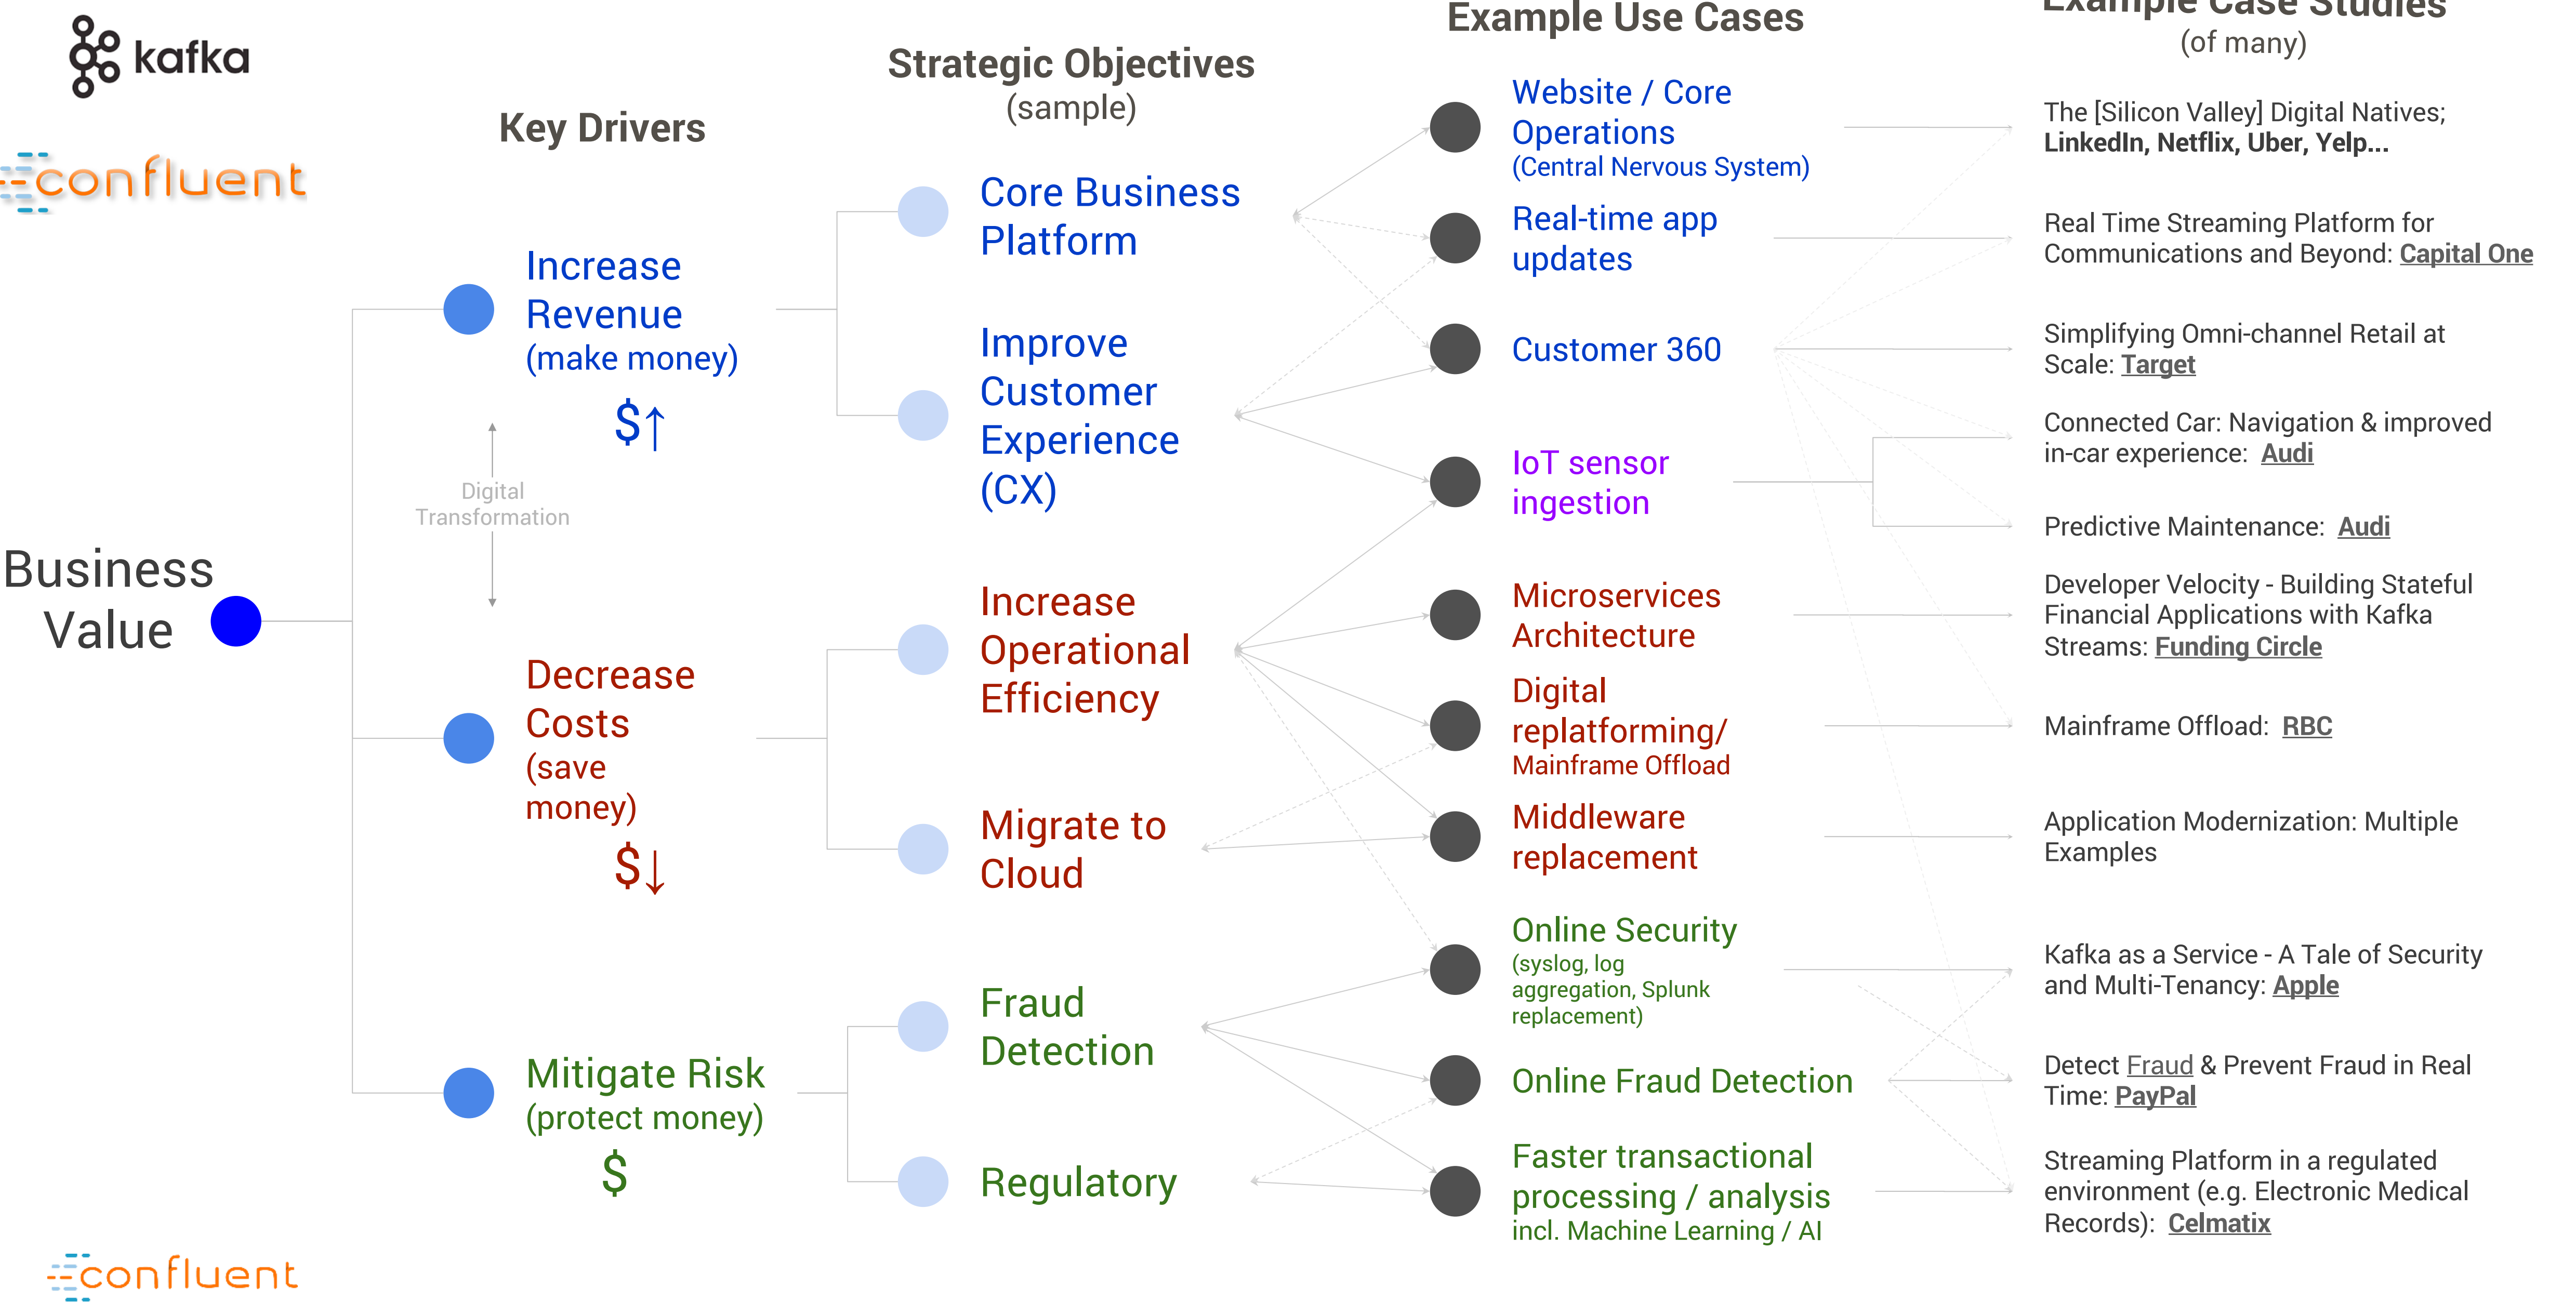 kafka
confluent
Business
Value
Key Drivers
Increase
Revenue
(make money)
$↑
Digital
Transformation
Decrease
Costs
(save
money)
$↓
Mitigate Risk
(protect money)
$
Strategic Objectives
(sample)
Core Business
Platform
Improve
Customer
Experience
(CX)
Increase
Operational
Efficiency
Migrate to
Cloud
Fraud
Detection
Regulatory
Example Use Cases
Website / Core
Operations
(Central Nervous System)
Real-time app
updates
Customer 360
IoT sensor
ingestion
Microservices
Architecture
Digital
replatforming/
Mainframe Offload
Middleware
replacement
Online Security
(syslog, log
aggregation, Splunk
replacement)
Online Fraud Detection
Faster transactional
processing / analysis
incl. Machine Learning / AI
Example Case Studies
(of many)
The [Silicon Valley] Digital Natives;
LinkedIn, Netflix, Uber, Yelp...
Real Time Streaming Platform for
Communications and Beyond: Capital One
Simplifying Omni-channel Retail at
Scale: Target
Connected Car: Navigation & improved
in-car experience: Audi
Predictive Maintenance: Audi
Developer Velocity - Building Stateful
Financial Applications with Kafka
Streams: Funding Circle
Mainframe Offload: RBC
Application Modernization: Multiple
Examples
Kafka as a Service - A Tale of Security
and Multi-Tenancy: Apple
Detect Fraud & Prevent Fraud in Real
Time: PayPal
Streaming Platform in a regulated
environment (e.g. Electronic Medical
Records): Celmatix
confluent